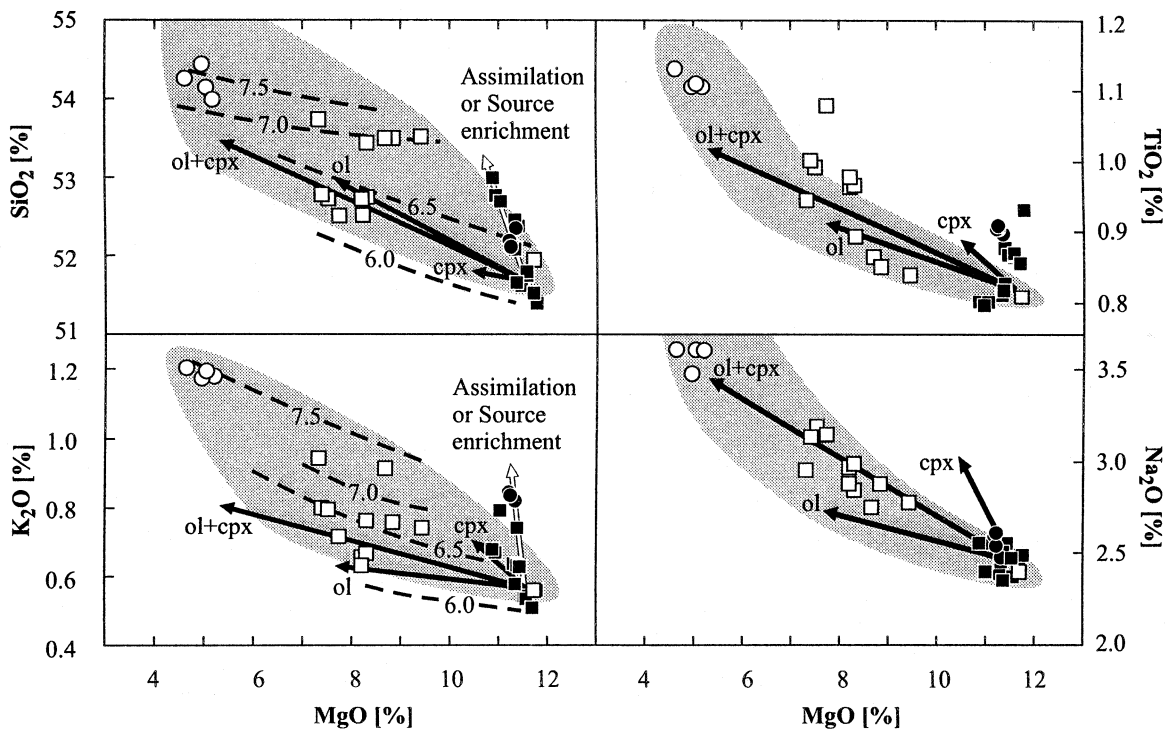 55
54
53
52
51
SiO2 [%]
Assimilation
or Source
enrichment
7.5
7.0
ol+cpx
ol
6.5
cpx
6.0
1.2
1.1
1.0
0.9
0.8
TiO2 [%]
ol+cpx
cpx
ol
1.2
1.0
0.8
0.6
0.4
K2O [%]
Assimilation
or Source
enrichment
7.5
7.0
ol+cpx
cpx
6.5
ol
6.0
3.5
3.0
2.5
2.0
Na2O [%]
ol+cpx
cpx
ol
4 6 8 10 12
MgO [%]
4 6 8 10 12
MgO [%]